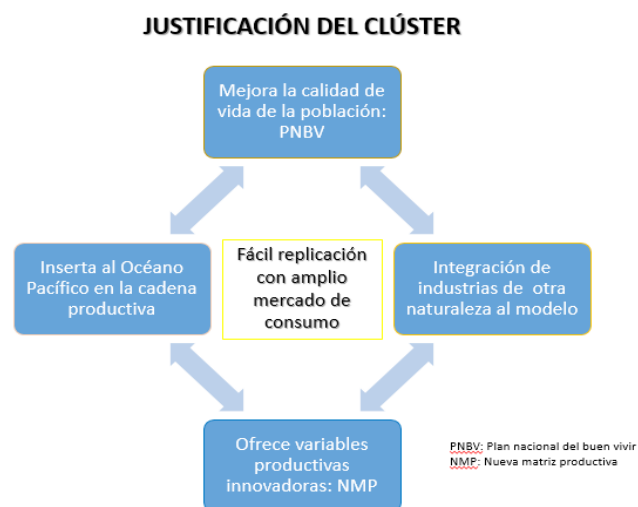 JUSTIFICACIÓN DEL CLÚSTER
Mejora la calidad de
vida de la población:
PNBV
Inserta al Océano
Pacífico en la cadena
productiva
Fácil replicación
con amplio
mercado de
consumo
Integración de
industrias de otra
naturaleza al modelo
Ofrece variables
productivas
innovadoras: NMP
PNBV: Plan nacional del buen vivir
NMP: Nueva matriz productiva